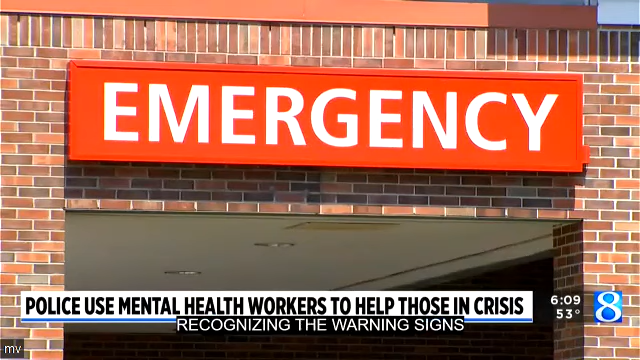 EMERGENCY
POLICE USE MENTAL HEALTH WORKERS TO HELP THOSE IN CRISIS
6:09
53°
8
RECOGNIZING THE WARNING SIGNS
mv